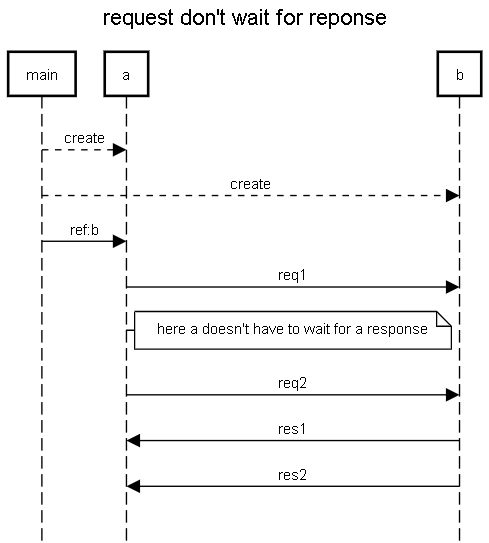 request don't wait for reponse
main
a
b
create
create
ref:b
req1
here a doesn't have to wait for a response
req2
res1
res2